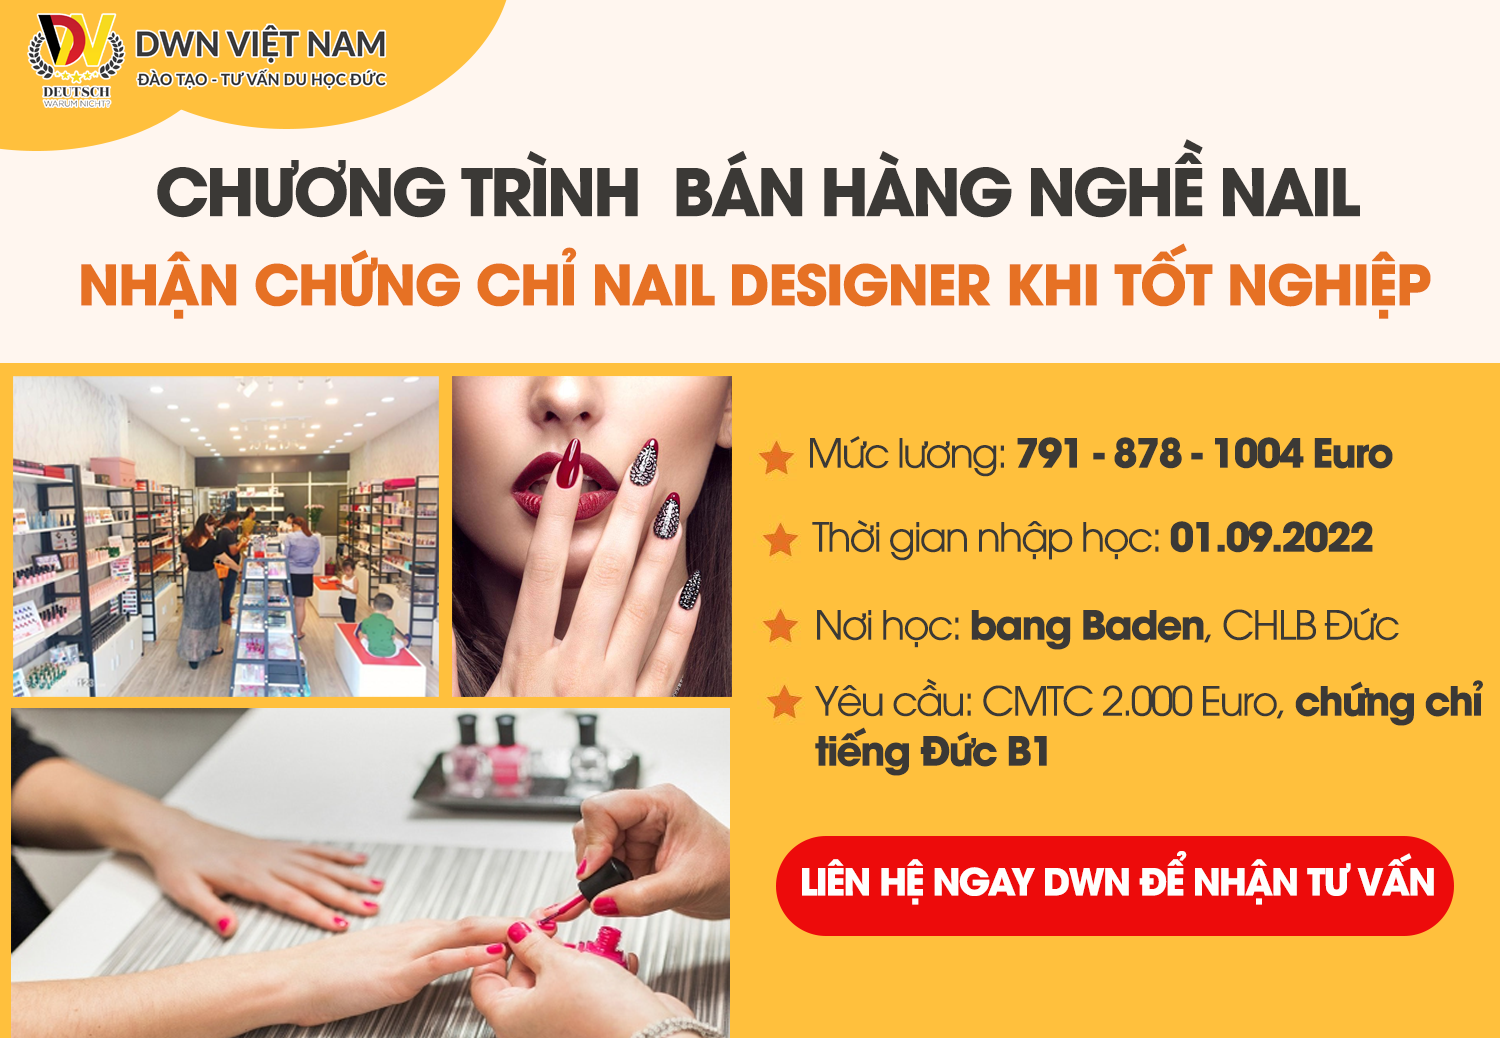 DWN VIỆT NAM
ĐÀO TẠO - TƯ VẤN DU HỌC ĐỨC
DEUTSCH
WARUM NICHT?
CHƯƠNG TRÌNH BÁN HÀNG NGHỀ NAIL
NHẬN CHỨNG CHỈ NAIL DESIGNER KHI TỐT NGHIỆP
Mức lương: 791 - 878 - 1004 Euro
Thời gian nhập học: 01.09.2022
Nơi học: bang Baden, CHLB Đức
Yêu cầu: CMTC 2.000 Euro, chứng chỉ
tiếng Đức B1
LIÊN HỆ NGAY DWN ĐỂ NHẬN TƯ VẤN